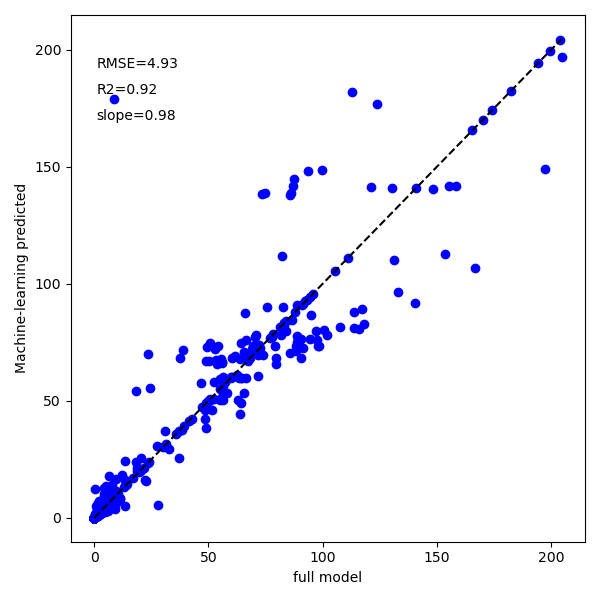 RMSE=4.93
R2=0.92
slope=0.98
200
150
100
50
0
Machine-learning predicted
0 50 100 150 200
full model